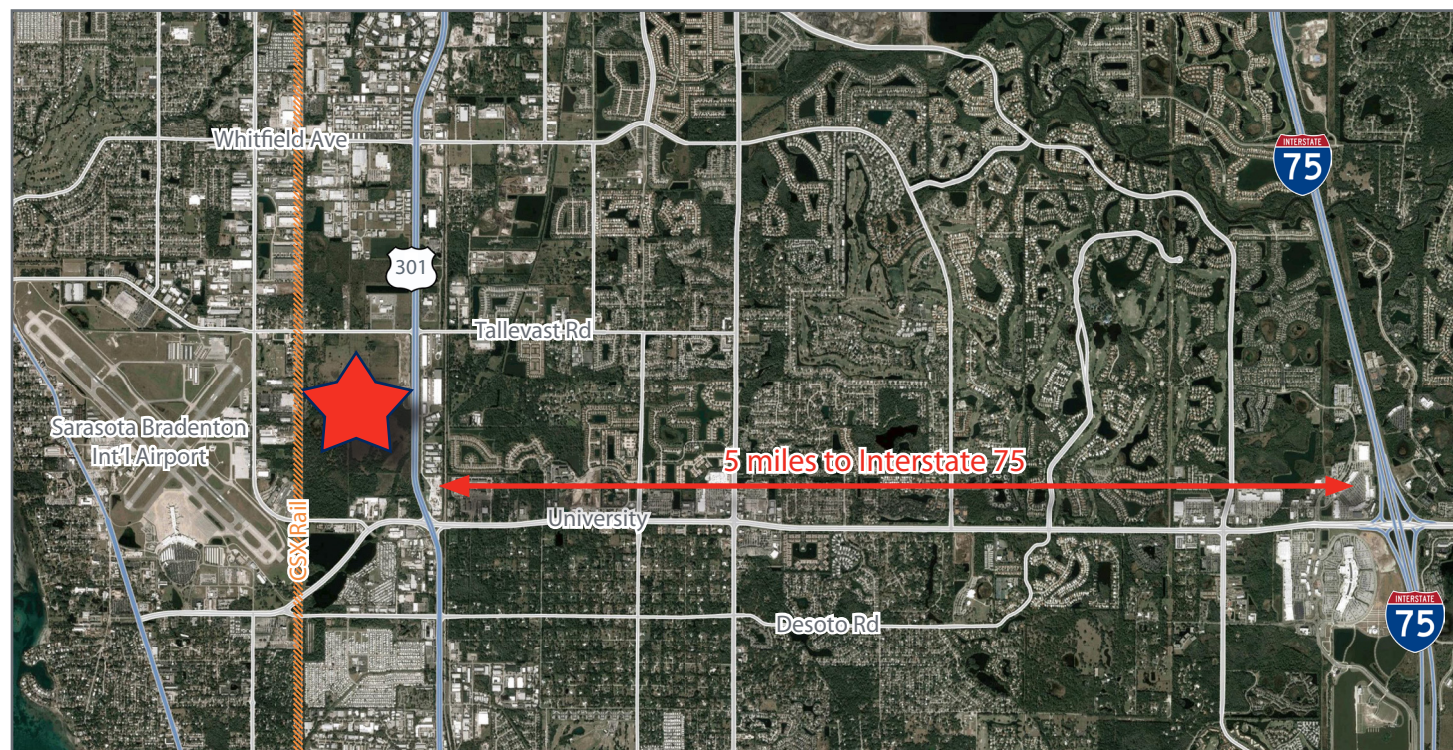 Whitfield Ave
INTERSTATE
75
301
Tallevast Rd
Sarasota Bradenton
Int'l Airport
5 miles to Interstate 75
University
CSX Rail
INTERSTATE
75
Desoto Rd